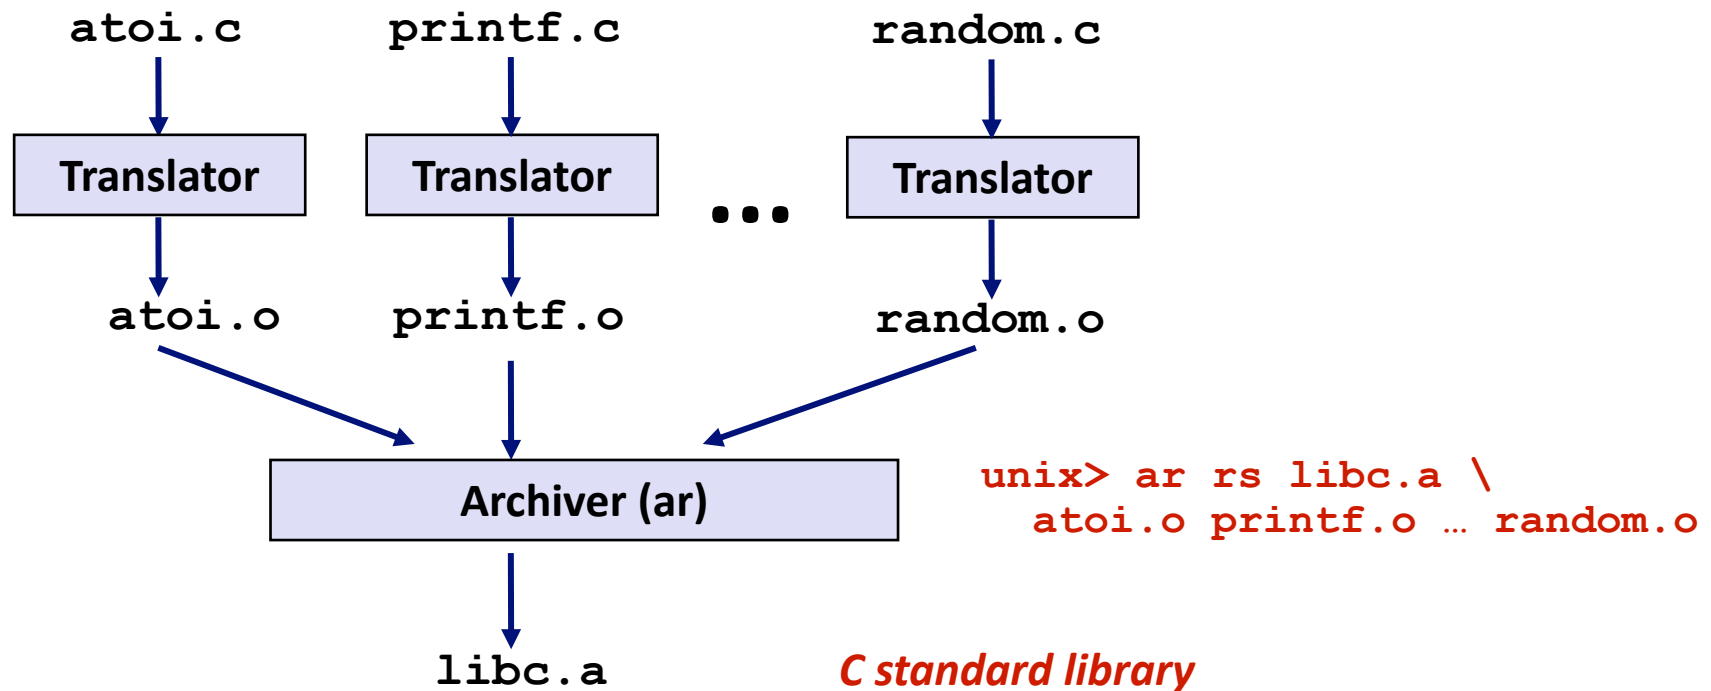 atoi.c printf.c random.c
Translator Translator Translator
...
atoi.o printf.o random.o
unix> ar rs libc.a \
Archiver (ar)
atoi.o printf.o … random.o
libc.a C standard library